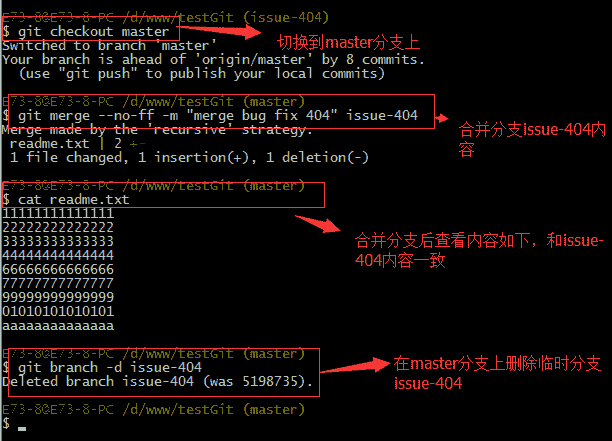 E73-8@E73-8-PC /d/www/testGit (issue-404)
$ git checkout master
切换到master分支上
Switched to branch 'master'
Your branch is ahead of 'origin/master' by 8 commits.
(use "git push" to publish your local commits)
E73-8@E73-8-PC /d/www/testGit (master)
$ git merge --no-ff -m "merge bug fix 404" issue-404
合并分支issue-404内
容
Merge made by the 'recursive' strategy.
readme.txt | 2 +-
1 file changed, 1 insertion(+), 1 deletion(-)
E73-8@E73-8-PC /d/www/testGit (master)
$ cat readme.txt
11111111111111
22222222222222
33333333333333
44444444444444
66666666666666
77777777777777
99999999999999
01010101010101
aaaaaaaaaaaaaa
合并分支后查看内容如下，和issue-
404内容一致
E73-8@E73-8-PC /d/www/testGit (master)
$ git branch -d issue-404
Deleted branch issue-404 (was 5198735).
在master分支上删除临时分支
issue-404
E73-8@E73-8-PC /d/www/testGit (master)
$